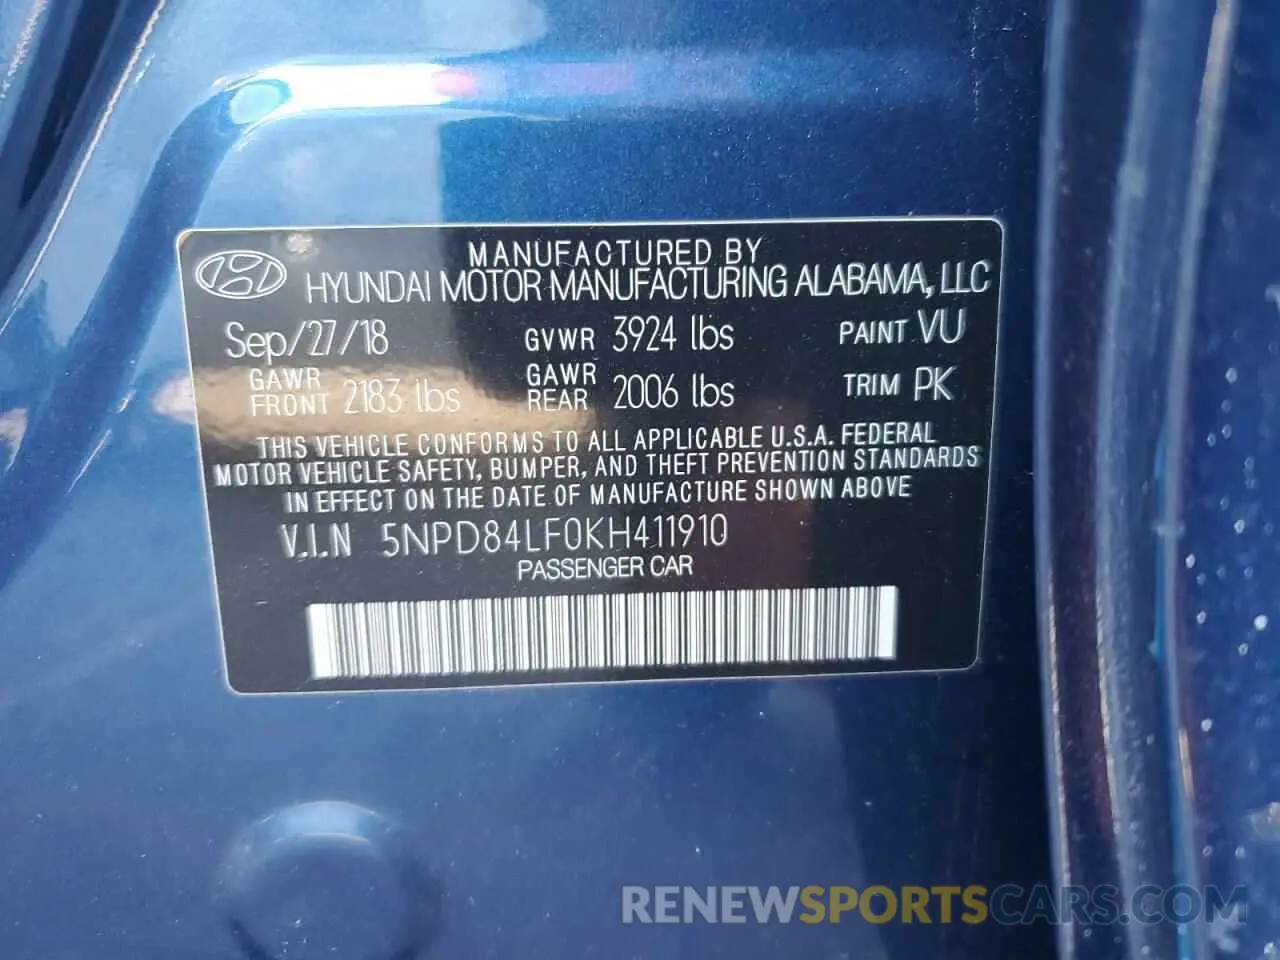 MANUFACTURED BY
HYUNDAI MOTOR MANUFACTURING ALABAMA, LLC
Sep/27/18 GVWR 3924 lbs PAINT VU
GAWR FRONT 2183 lbs GAWR REAR 2006 lbs TRIM PK
THIS VEHICLE CONFORMS TO ALL APPLICABLE U.S.A. FEDERAL
MOTOR VEHICLE SAFETY, BUMPER, AND THEFT PREVENTION STANDARDS
IN EFFECT ON THE DATE OF MANUFACTURE SHOWN ABOVE
V.I.N 5NPD84LF0KH411910
PASSENGER CAR
RENEWSPORTSCARS.COM